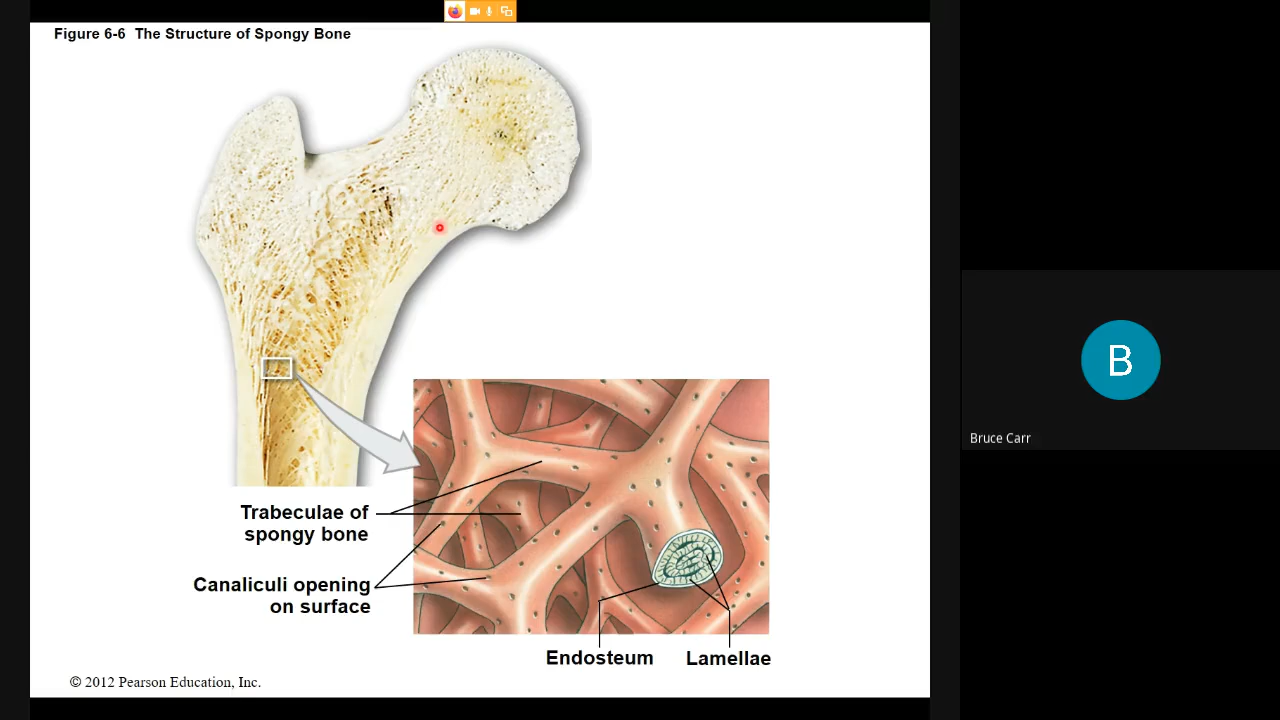 Figure 6-6 The Structure of Spongy Bone
Trabeculae of
spongy bone
Canaliculi opening
on surface
Endosteum
Lamellae
© 2012 Pearson Education, Inc.
B
Bruce Carr